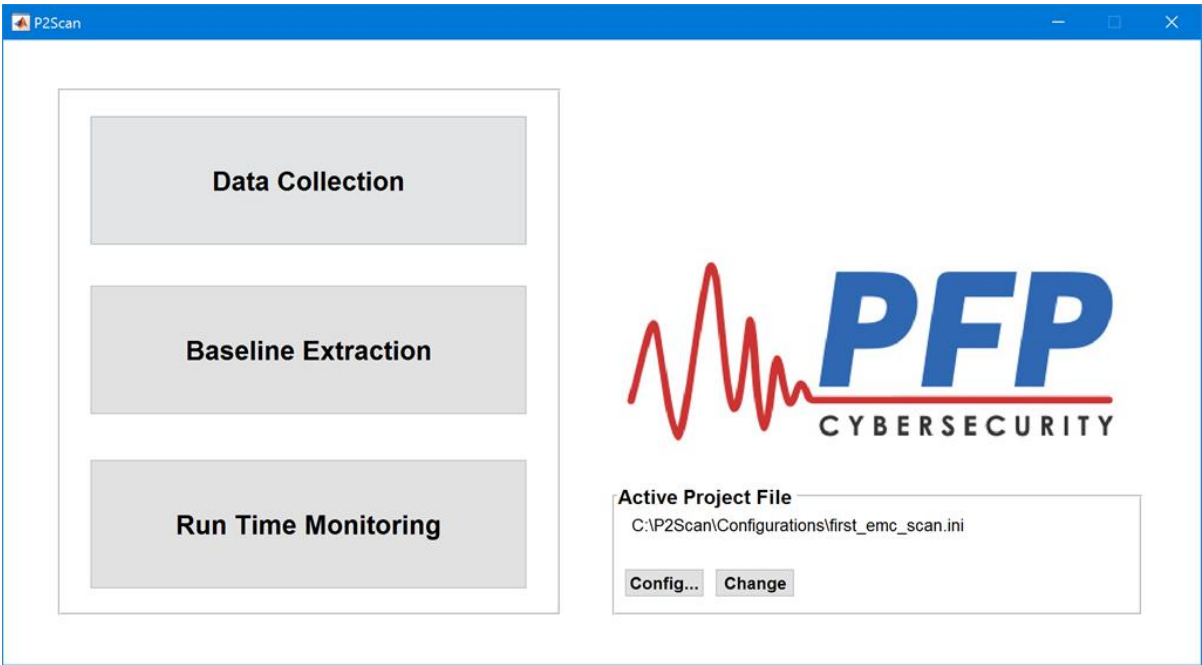 P2Scan
Data Collection
Baseline Extraction
Run Time Monitoring
PFP
CYBERSECURITY
Active Project File
C:\P2Scan\Configurations\first_emc_scan.ini
Config... Change